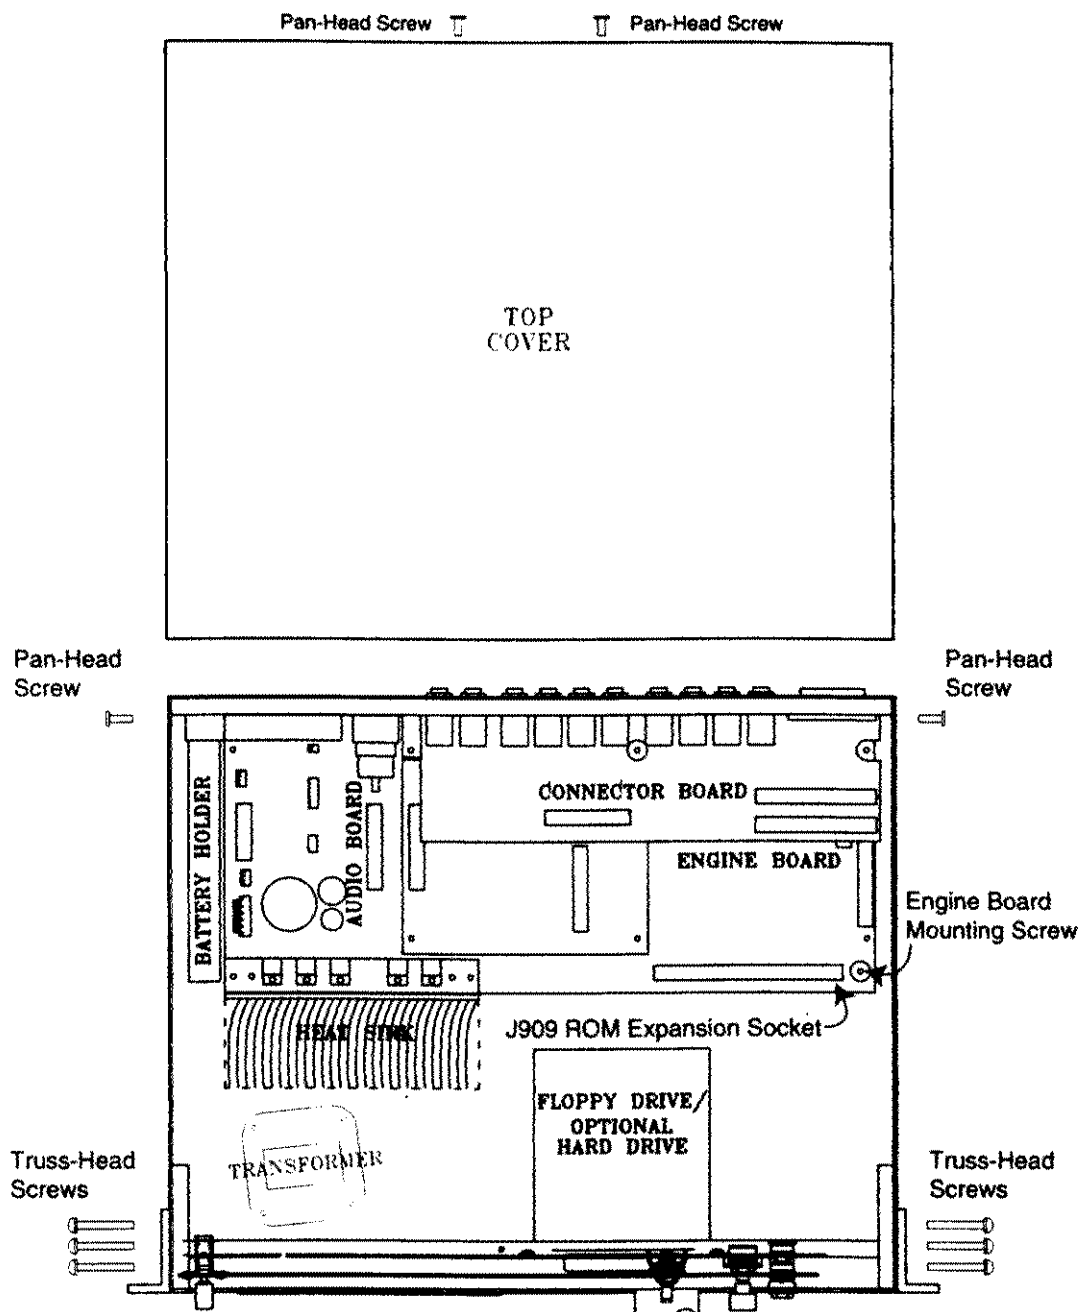 Pan-Head Screw
Pan-Head Screw
TOP
COVER
Pan-Head
Screw
Pan-Head
Screw
BATTERY HOLDER
AUDIO BOARD
CONNECTOR BOARD
ENGINE BOARD
Engine Board
Mounting Screw
J909 ROM Expansion Socket
HEAT SINK
FLOPPY DRIVE/
OPTIONAL
HARD DRIVE
TRANSFORMER
Truss-Head
Screws
Truss-Head
Screws